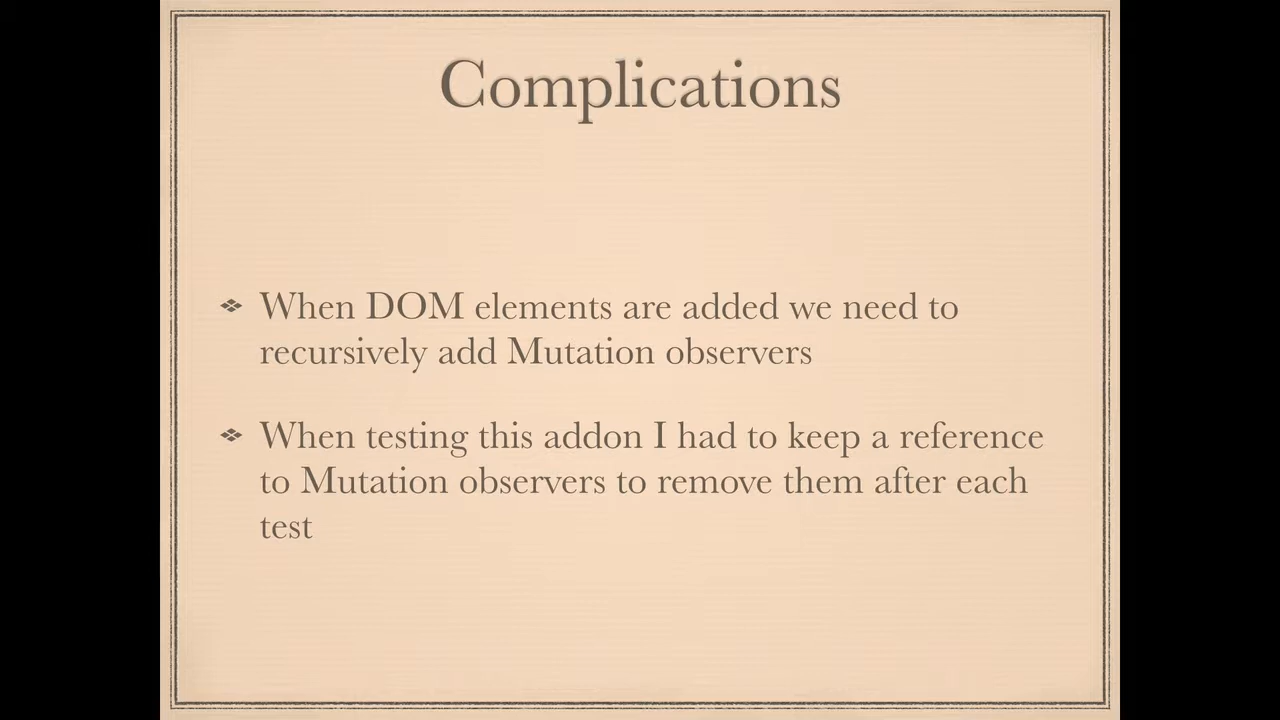 Complications
When DOM elements are added we need to
recursively add Mutation observers
When testing this addon I had to keep a reference
to Mutation observers to remove them after each
test